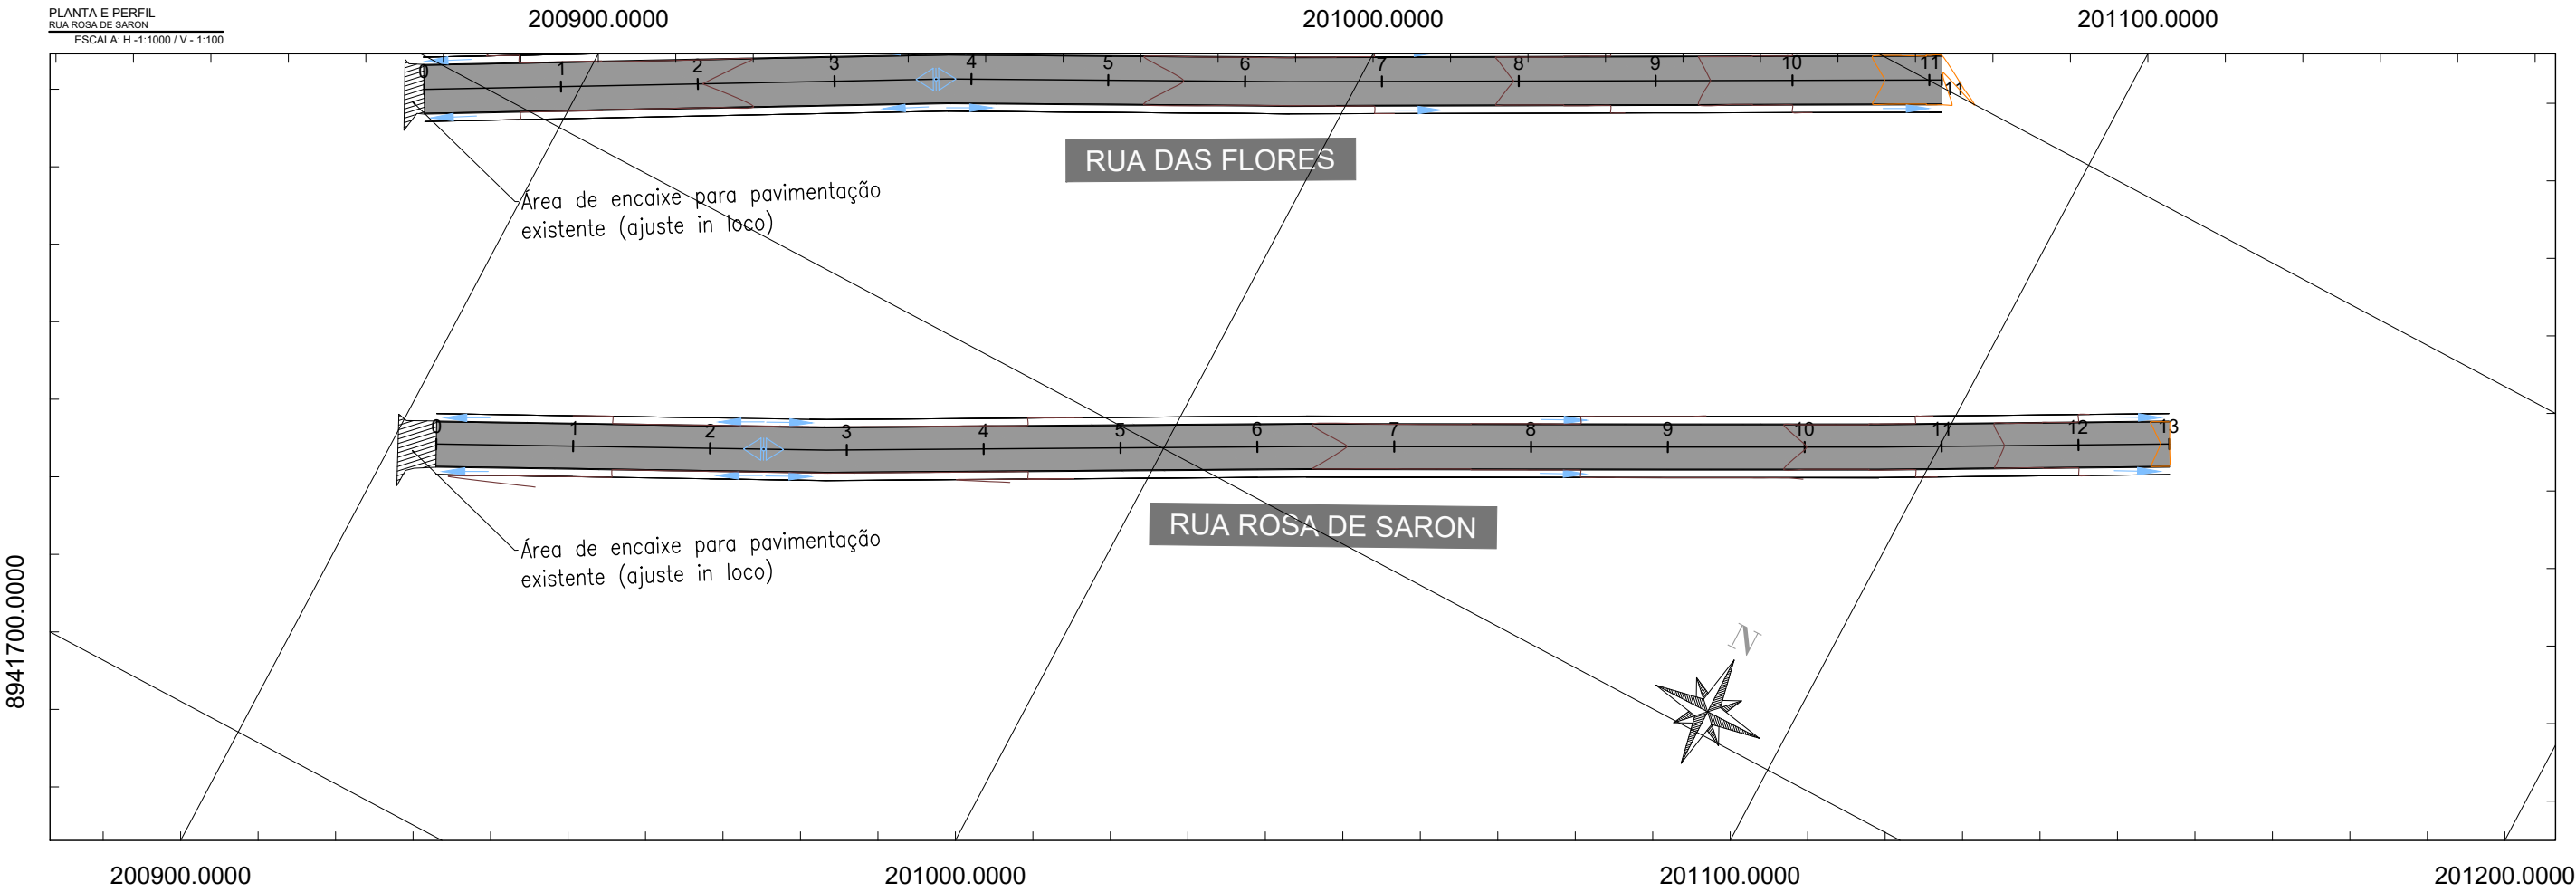 PLANTA E PERFIL
RUA ROSA DE SARON
ESCALA: H -1:1000 / V - 1:100
200900.0000 201000.0000 201100.0000
0 1 2 3 4 5 6 7 8 9 10 11
11
RUA DAS FLORES
Área de encaixe para pavimentação
existente (ajuste in loco)
0 1 2 3 4 5 6 7 8 9 10 11 12 13
RUA ROSA DE SARON
Área de encaixe para pavimentação
existente (ajuste in loco)
8941700.0000
N
200900.0000 201000.0000 201100.0000 201200.0000